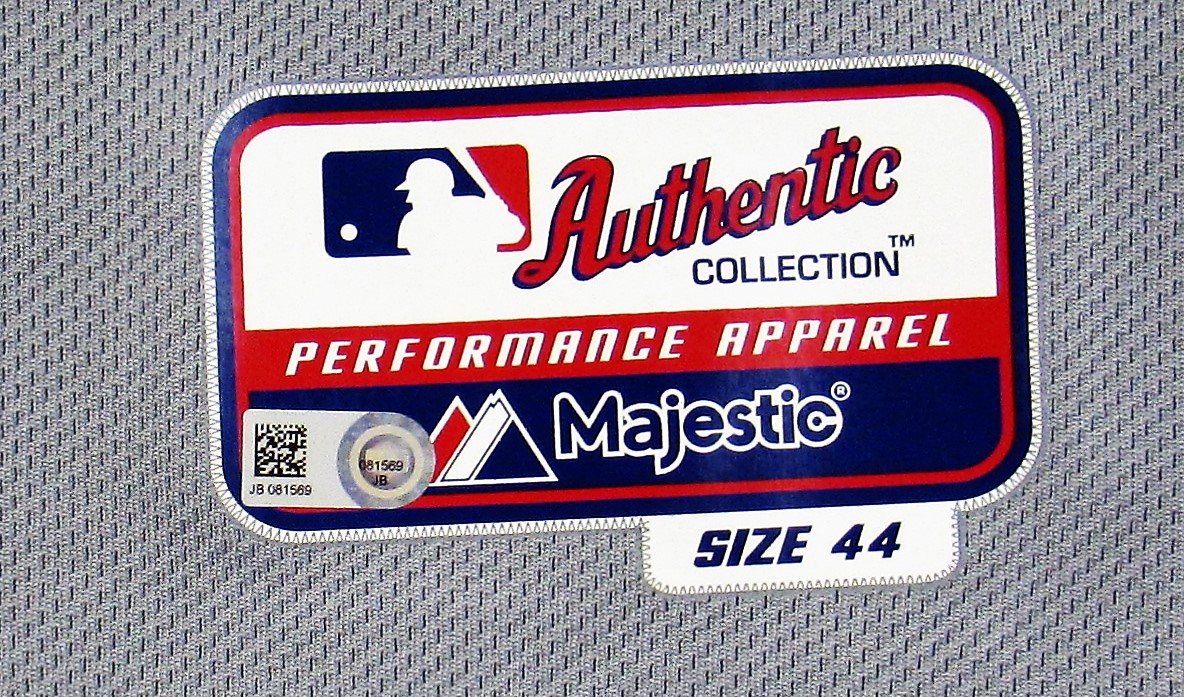 Authentic
COLLECTION™
PERFORMANCE APPAREL
Majestic®
JB 081569
081569
JB
SIZE 44